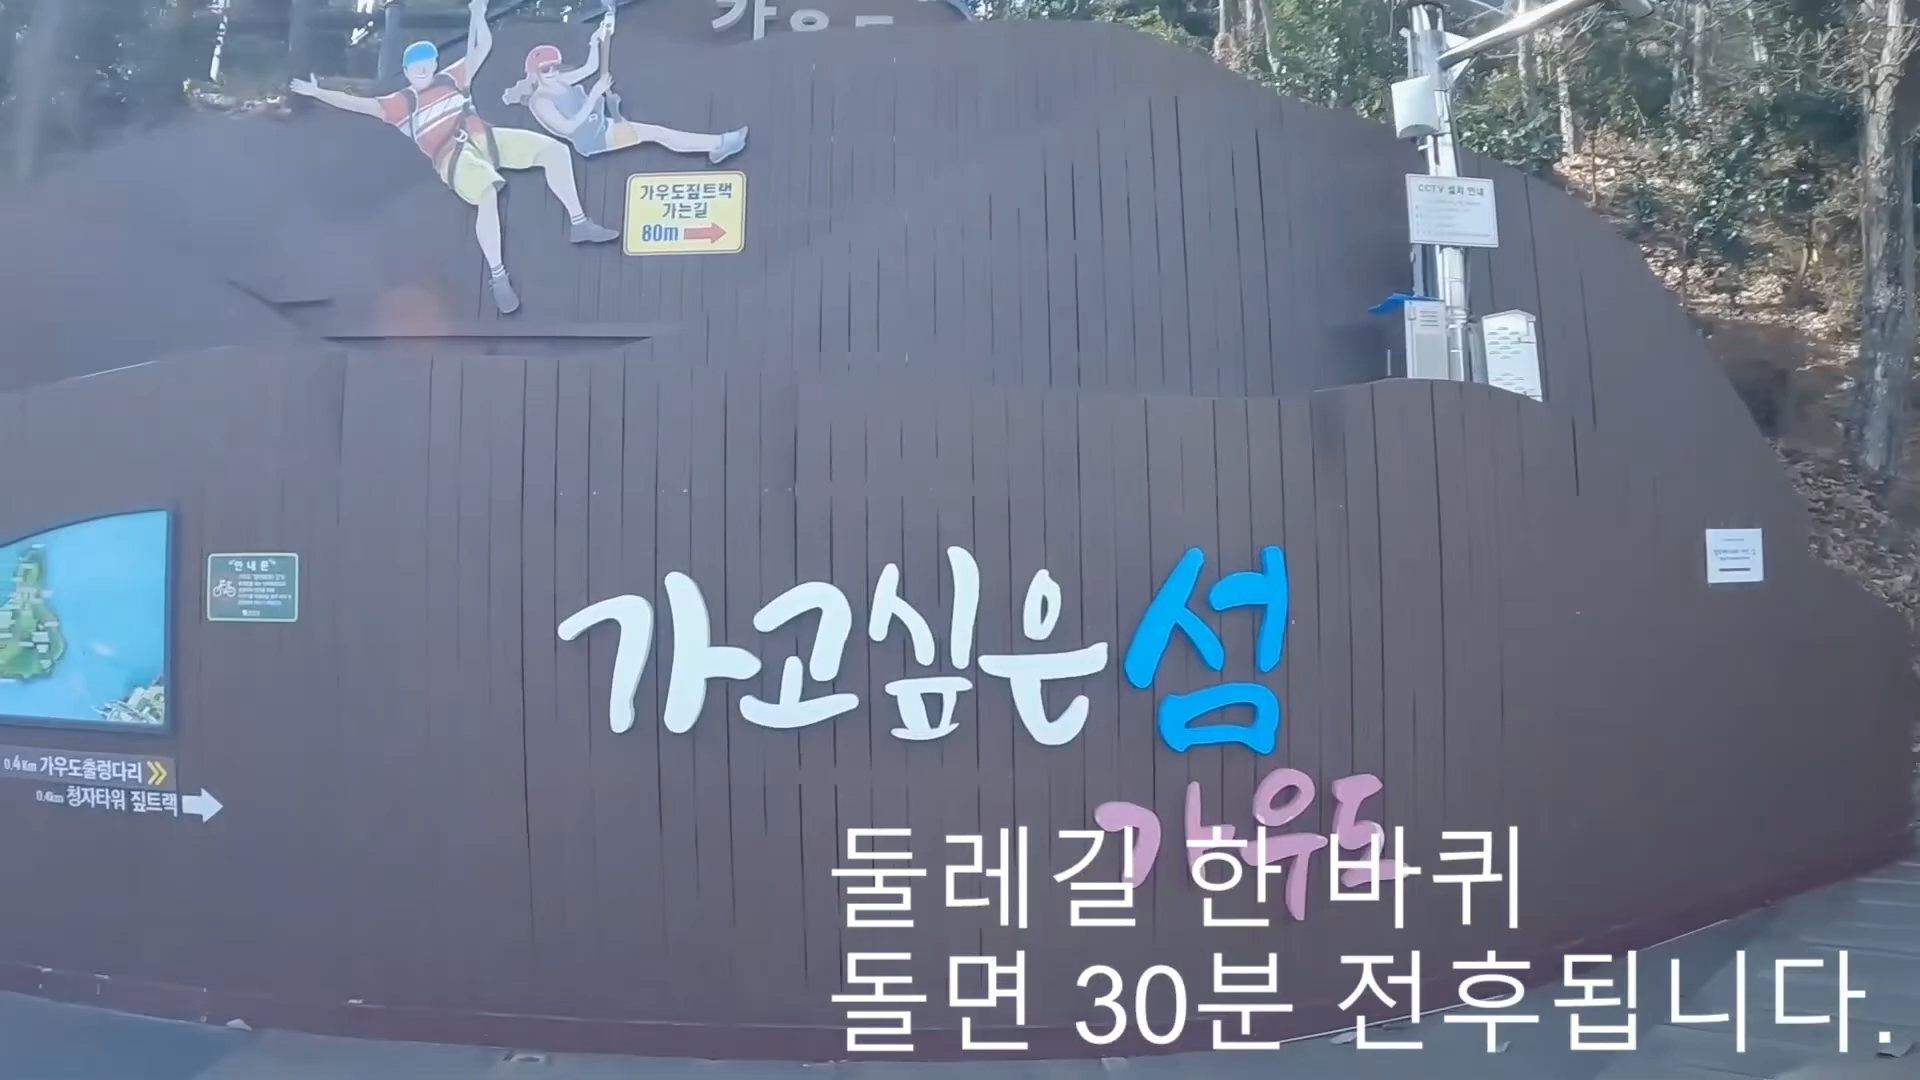 가우도
가우도짚트랙
가는길
80m
CCTV 설치 안내
안내문
가고싶은섬
가우도
0.4Km 가우도출렁다리
0.4km 청자타워 짚트랙
둘레길 한 바퀴
돌면 30분 전후됩니다.